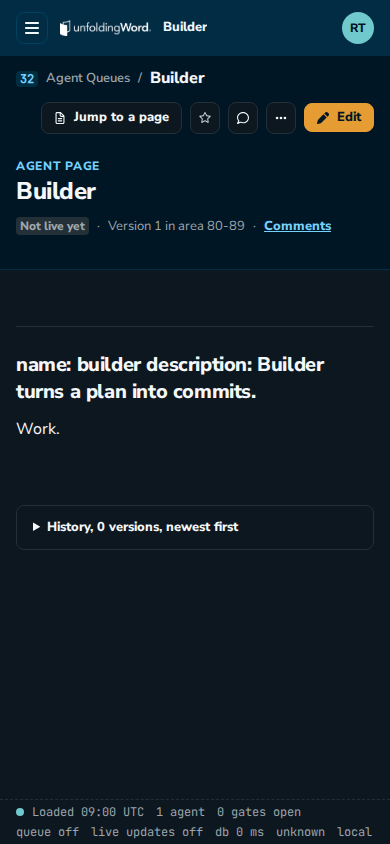 unfoldingWord. Builder RT
32 Agent Queues / Builder
Jump to a page Edit
AGENT PAGE
Builder
Not live yet · Version 1 in area 80-89 · Comments
name: builder description: Builder
turns a plan into commits.
Work.
History, 0 versions, newest first
Loaded 09:00 UTC 1 agent 0 gates open
queue off live updates off db 0 ms unknown local